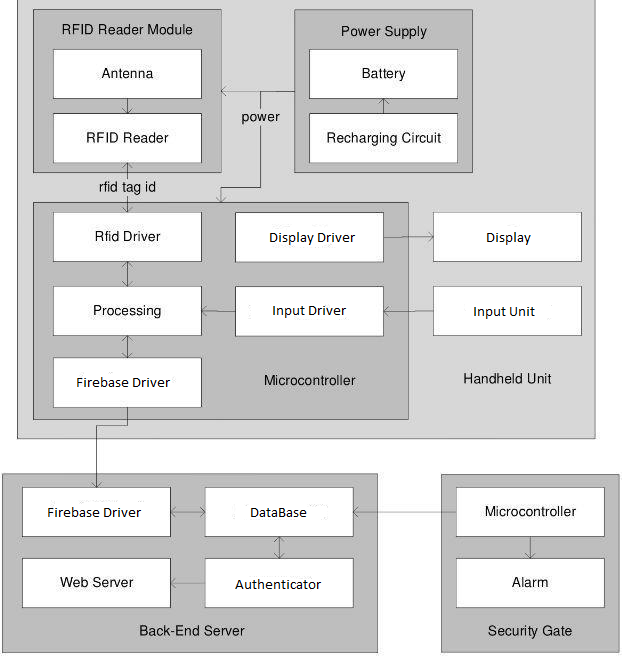 RFID Reader Module
Antenna
RFID Reader
Power Supply
Battery
Recharging Circuit
power
rfid tag id
Rfid Driver
Display Driver
Display
Processing
Input Driver
Input Unit
Firebase Driver
Microcontroller
Handheld Unit
Firebase Driver
DataBase
Web Server
Authenticator
Back-End Server
Microcontroller
Alarm
Security Gate